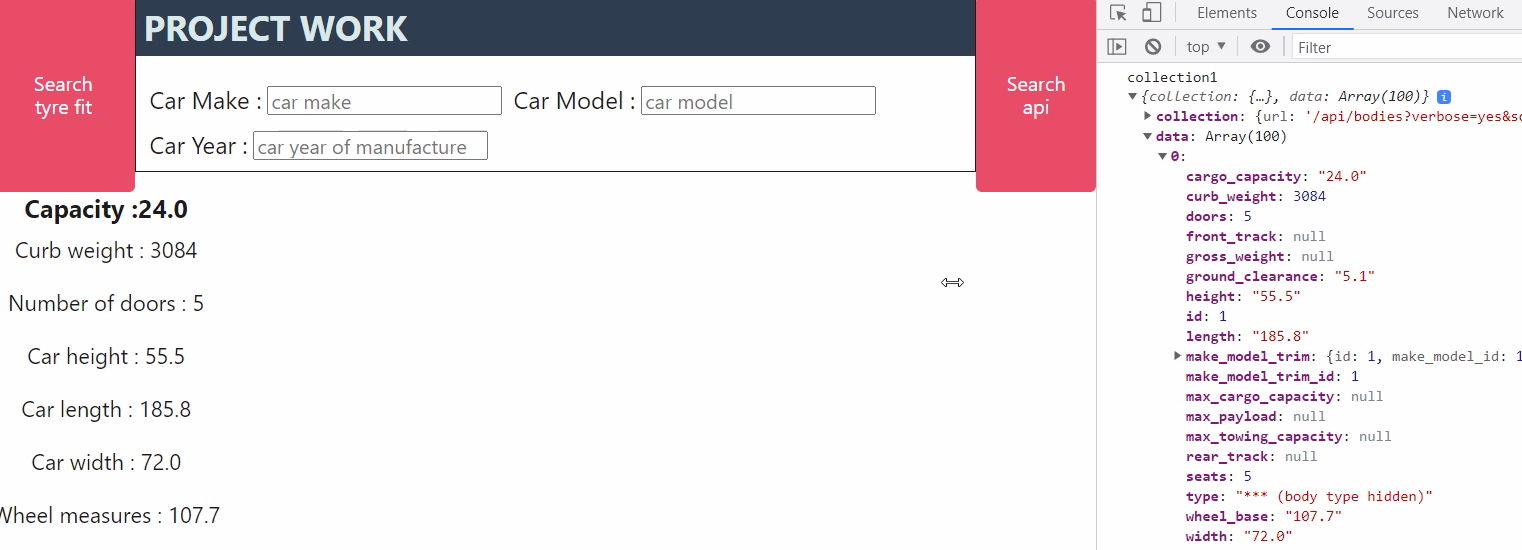 Search
tyre fit
PROJECT WORK
Car Make : car make Car Model : car model
Car Year : car year of manufacture
Search
api
Capacity :24.0
Curb weight : 3084
Number of doors : 5
Car height : 55.5
Car length : 185.8
Car width : 72.0
Wheel measures : 107.7
Elements Console Sources Network
top ▼ Filter
collection1
▼{collection: {…}, data: Array(100)} i
▶collection: {url: '/api/bodies?verbose=yes&so
▼data: Array(100)
▼0:
cargo_capacity: "24.0"
curb_weight: 3084
doors: 5
front_track: null
gross_weight: null
ground_clearance: "5.1"
height: "55.5"
id: 1
length: "185.8"
▶make_model_trim: {id: 1, make_model_id: 1
make_model_trim_id: 1
max_cargo_capacity: null
max_payload: null
max_towing_capacity: null
rear_track: null
seats: 5
type: "*** (body type hidden)"
wheel_base: "107.7"
width: "72.0"